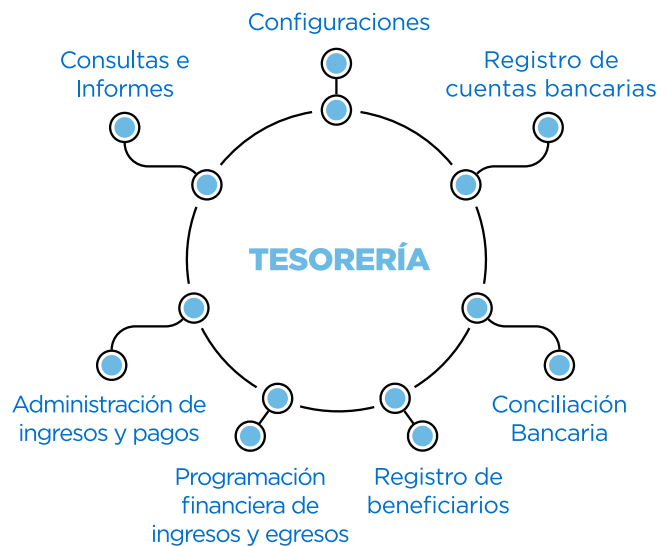 Configuraciones
Consultas e
Informes
Registro de
cuentas bancarias
TESORERÍA
Administración de
ingresos y pagos
Conciliación
Bancaria
Programación
financiera de
ingresos y egresos
Registro de
beneficiarios